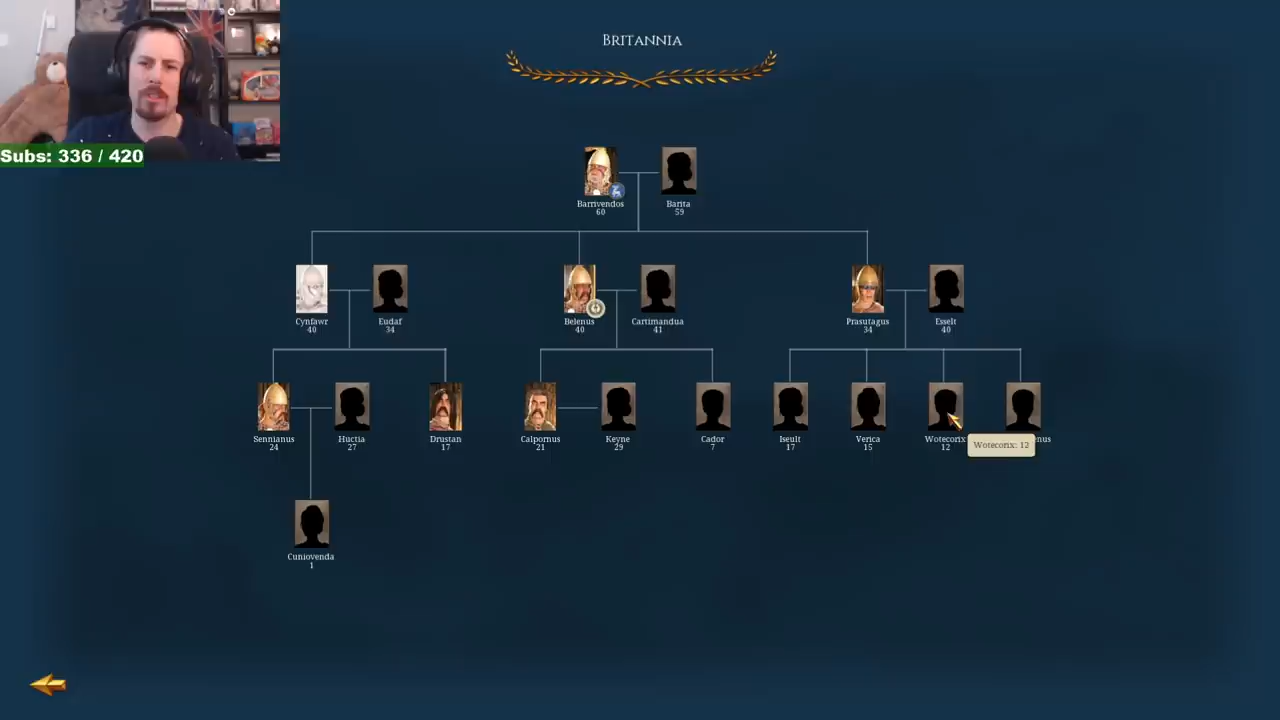 BRITANNIA
Subs: 336 / 420
Barrivendos
60
Barita
59
Cynfawr
40
Eudaf
34
Belenus
40
Cartimandua
41
Prasutagus
34
Esselt
40
Sennianus
24
Huctia
27
Drustan
17
Calpornus
21
Keyne
29
Cador
7
Iseult
17
Verica
15
Wotecorix
12
Wotecorix: 12
Cuniovenda
1